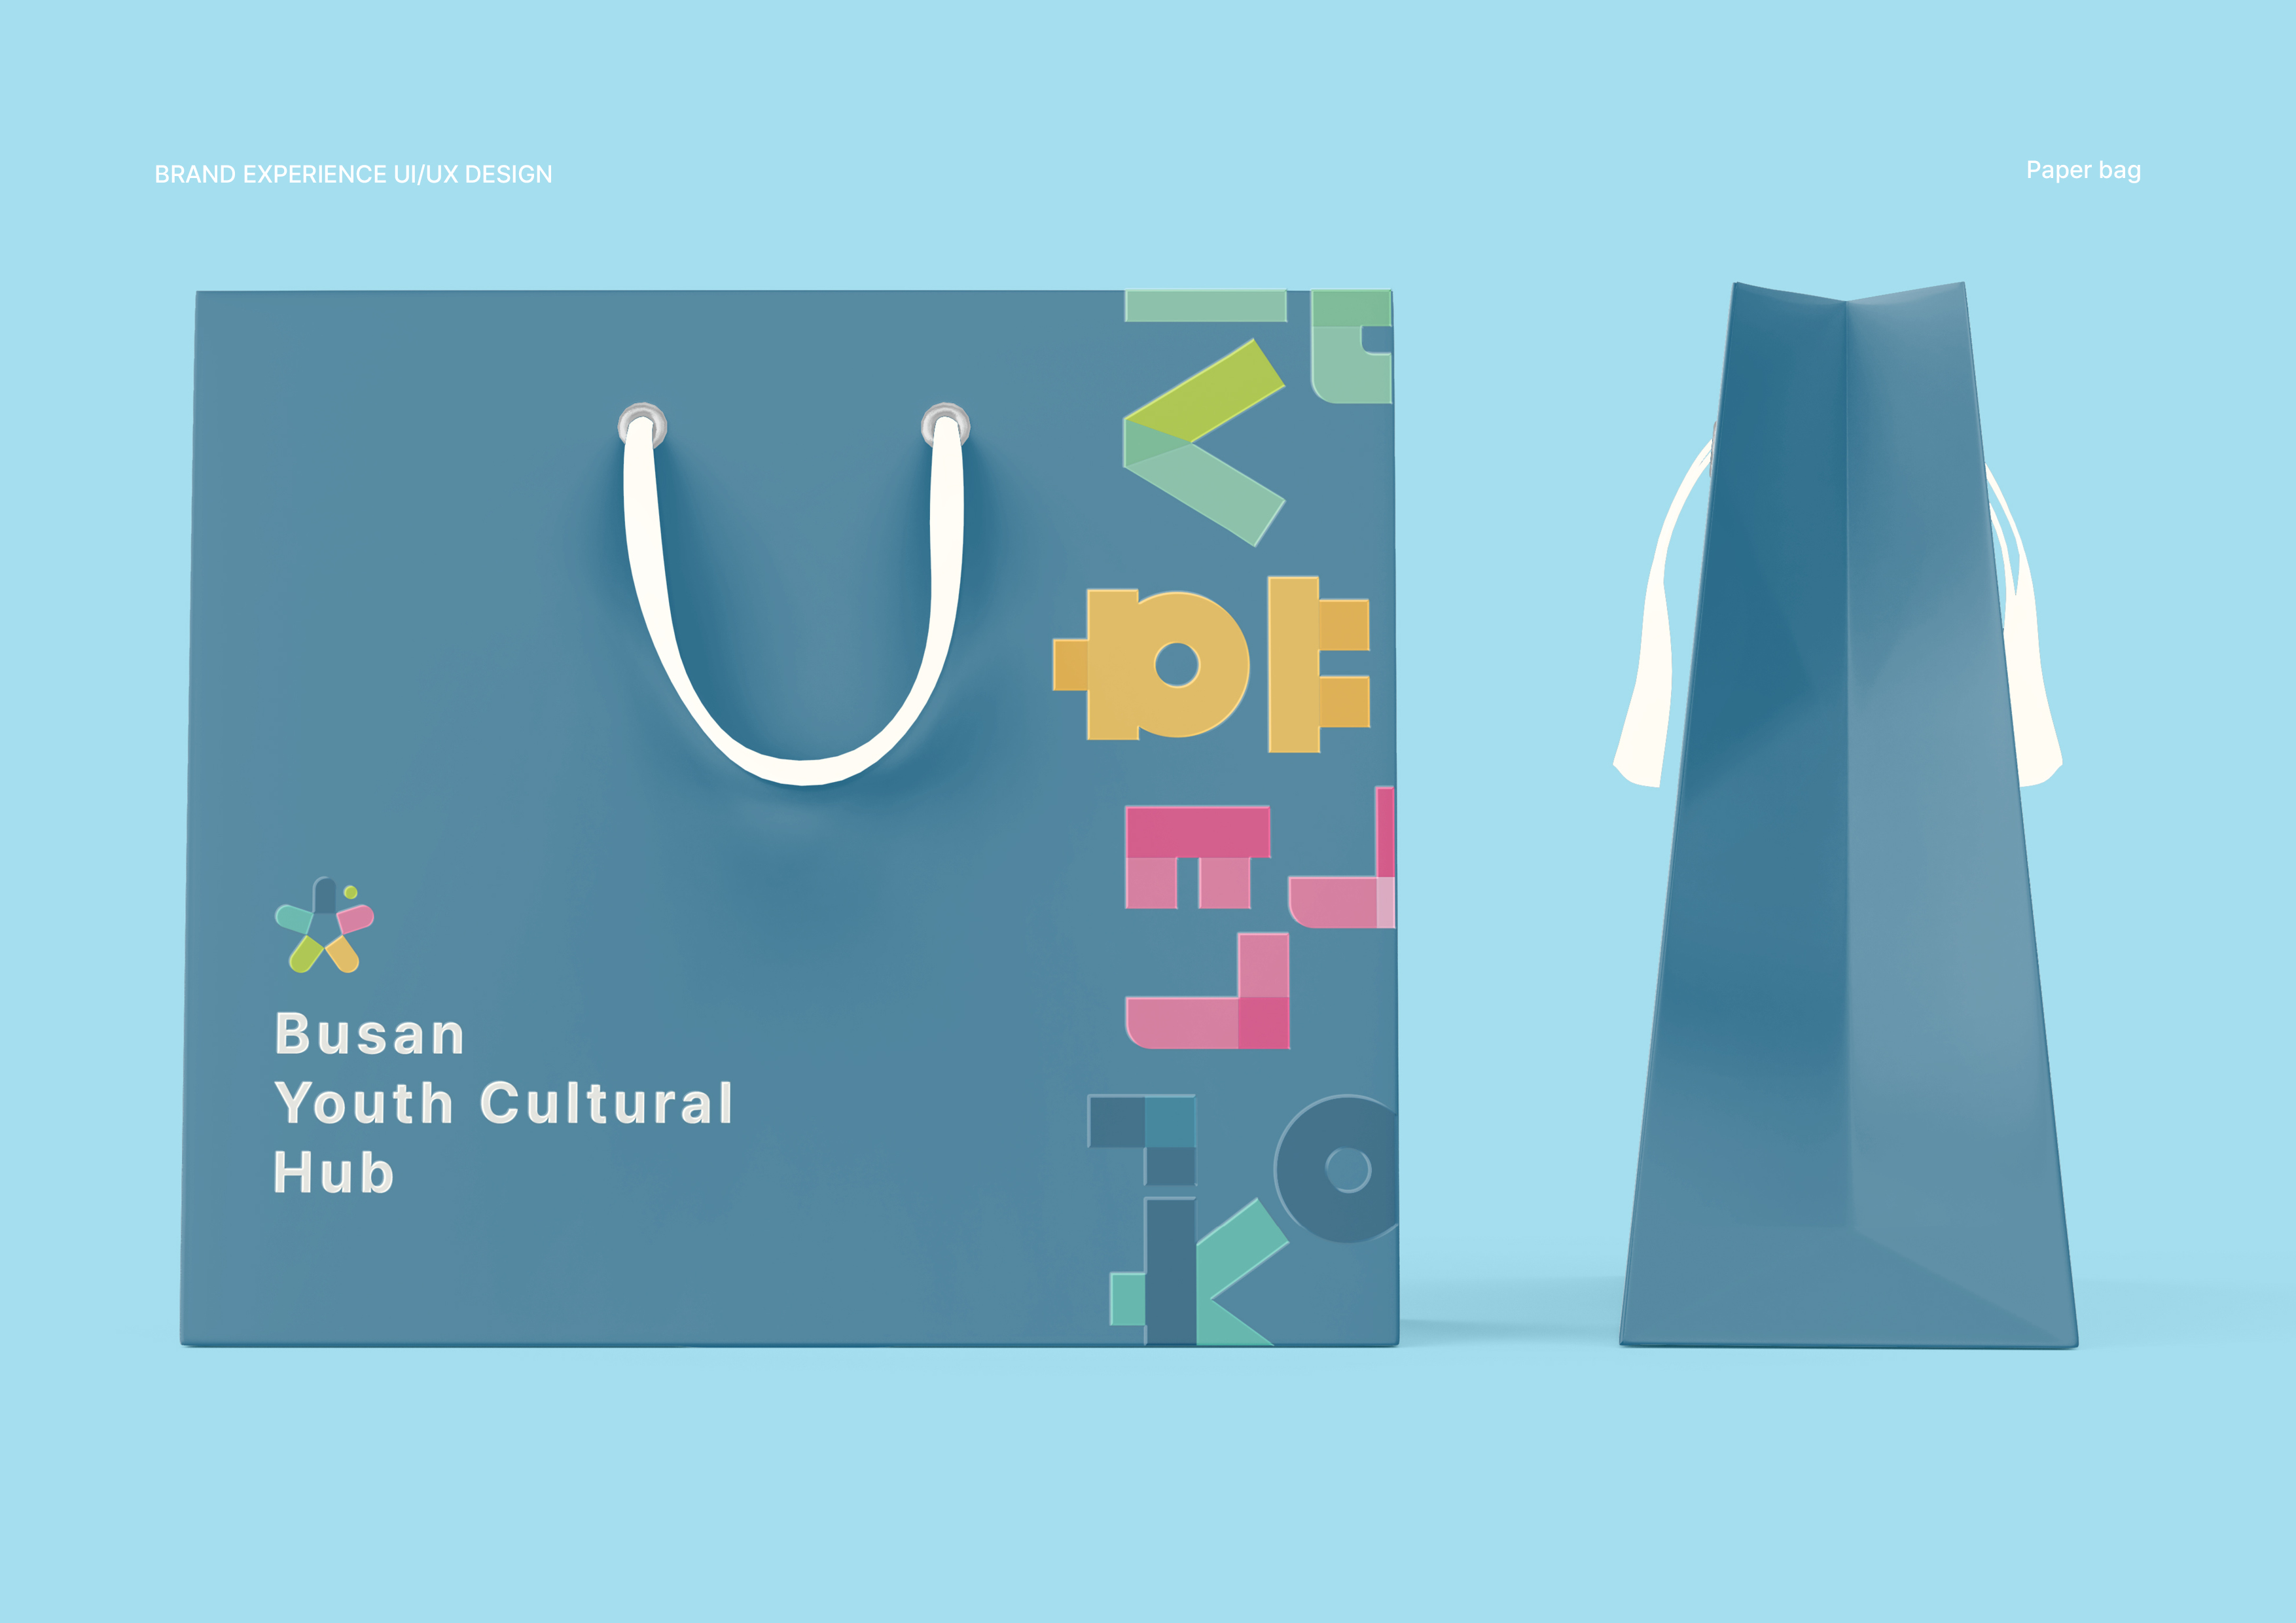 BRAND EXPERIENCE UI/UX DESIGN
Paper bag
Busan
Youth Cultural
Hub